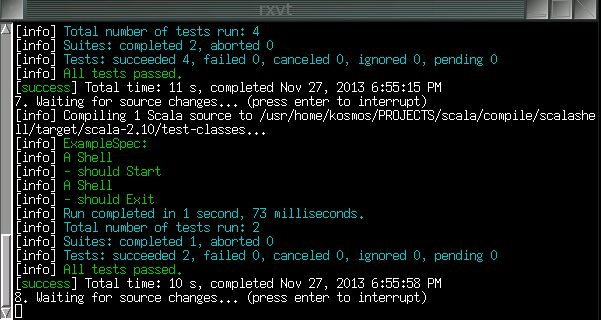 rxvt
[info] Total number of tests run: 4
[info] Suites: completed 2, aborted 0
[info] Tests: succeeded 4, failed 0, canceled 0, ignored 0, pending 0
[info] All tests passed.
[success] Total time: 11 s, completed Nov 27, 2013 6:55:15 PM
7. Waiting for source changes... (press enter to interrupt)
[info] Compiling 1 Scala source to /usr/home/kosmos/PROJECTS/scala/compile/scalashe
ll/target/scala-2.10/test-classes...
[info] ExampleSpec:
[info] A Shell
[info] - should Start
[info] A Shell
[info] - should Exit
[info] Run completed in 1 second, 73 milliseconds.
[info] Total number of tests run: 2
[info] Suites: completed 1, aborted 0
[info] Tests: succeeded 2, failed 0, canceled 0, ignored 0, pending 0
[info] All tests passed.
[success] Total time: 10 s, completed Nov 27, 2013 6:55:58 PM
8. Waiting for source changes... (press enter to interrupt)